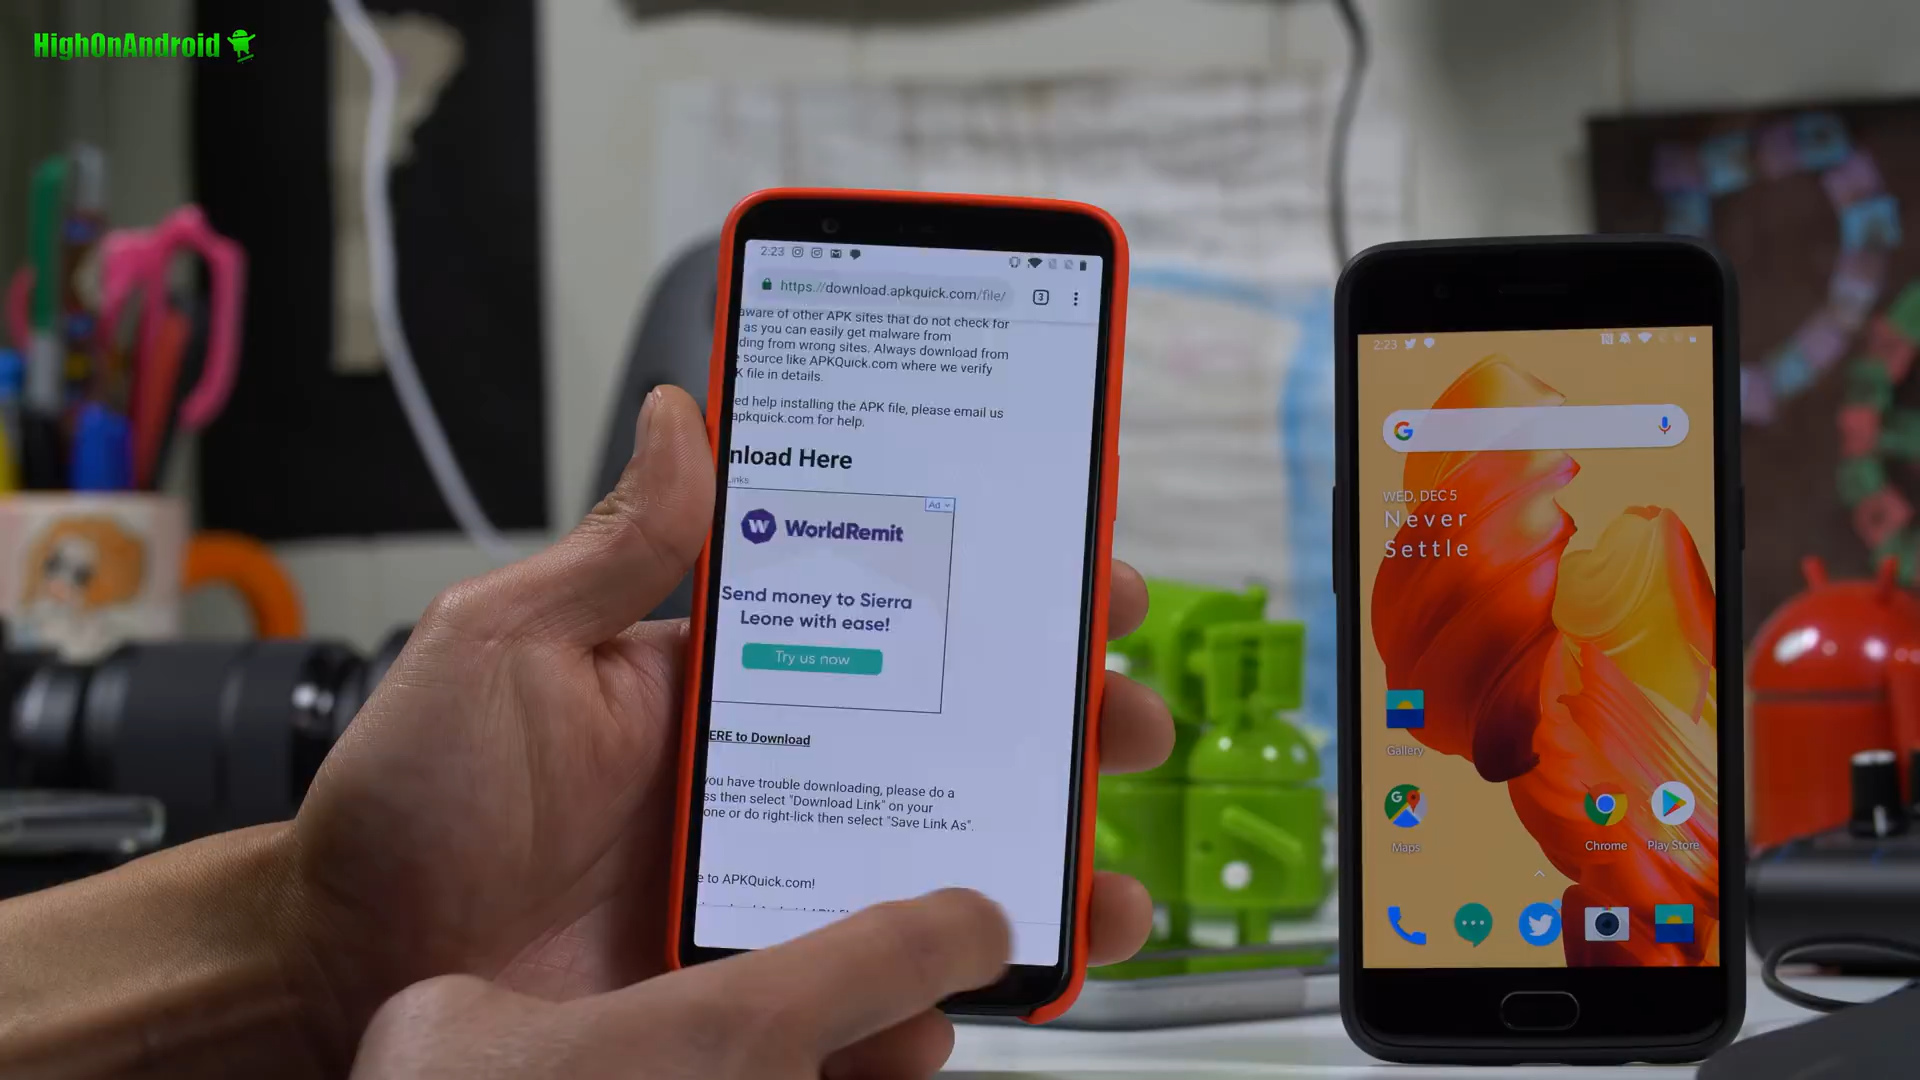 HighOnAndroid
2:23
https://download.apkquick.com/file/
3
aware of other APK sites that do not check for
as you can easily get malware from
ding from wrong sites. Always download from
e source like APKQuick.com where we verify
K file in details.
ed help installing the APK file, please email us
apkquick.com for help.
nload Here
Links
Ad
W WorldRemit
Send money to Sierra
Leone with ease!
Try us now
ERE to Download
you have trouble downloading, please do a
ss then select "Download Link" on your
one or do right-lick then select "Save Link As".
e to APKQuick.com!
2:23
G
WED, DEC 5
Never
Settle
Gallery
Maps
Chrome
Play Store